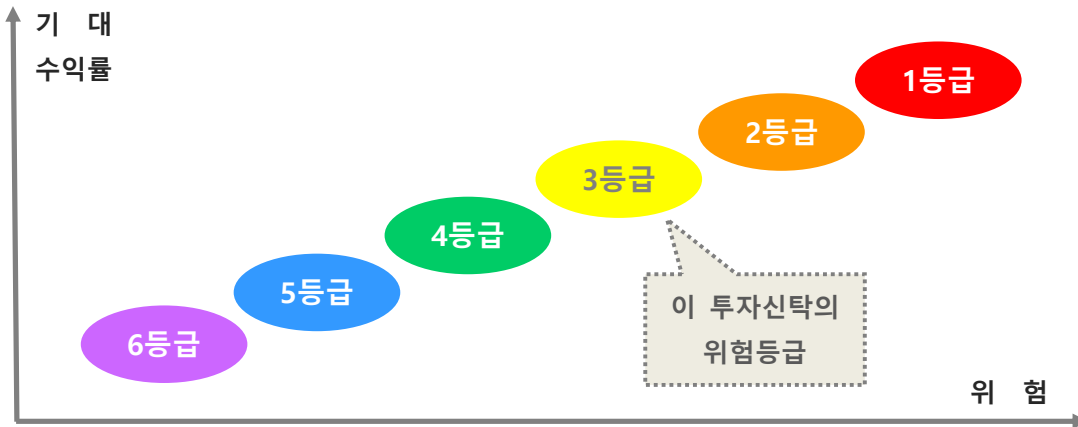 기 대
수익률
1등급
2등급
3등급
4등급
5등급
6등급
이 투자신탁의
위험등급
위 험